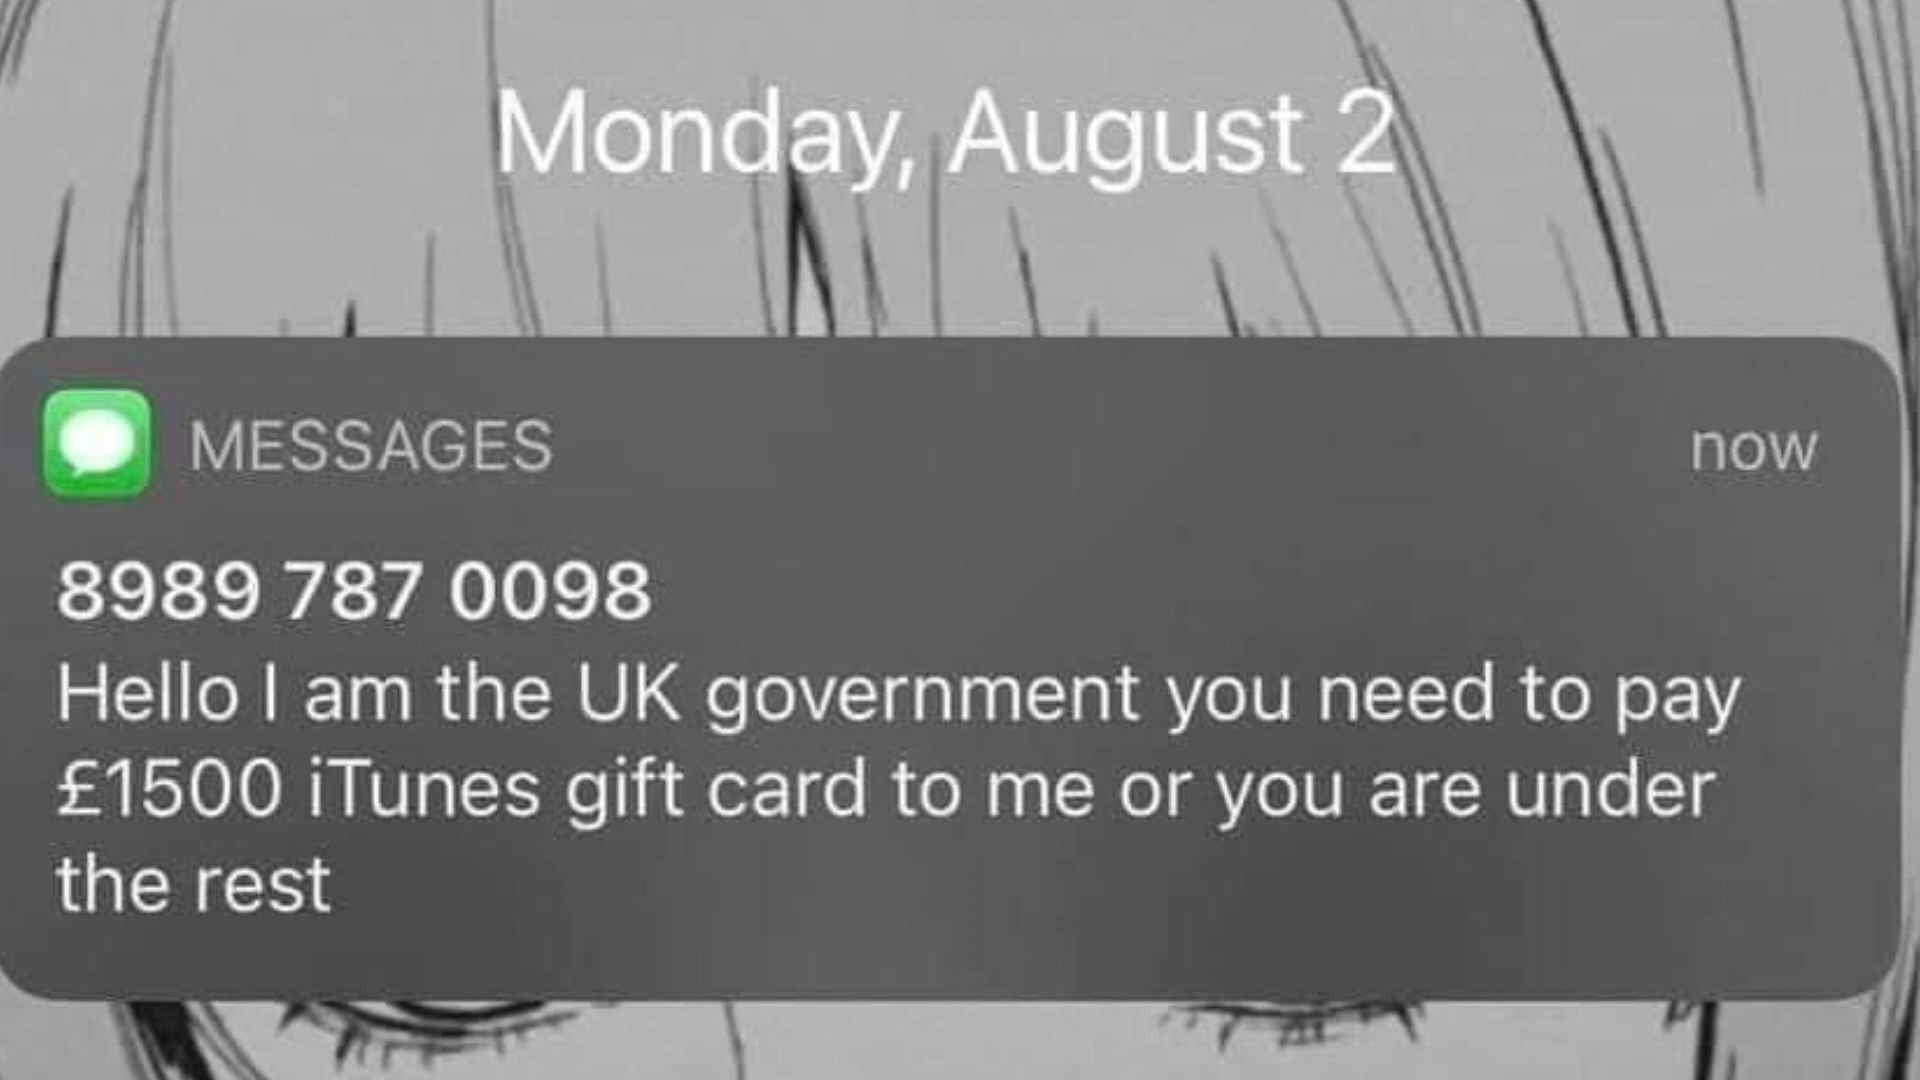 Monday, August 2
MESSAGES now
8989 787 0098
Hello I am the UK government you need to pay
£1500 iTunes gift card to me or you are under
the rest